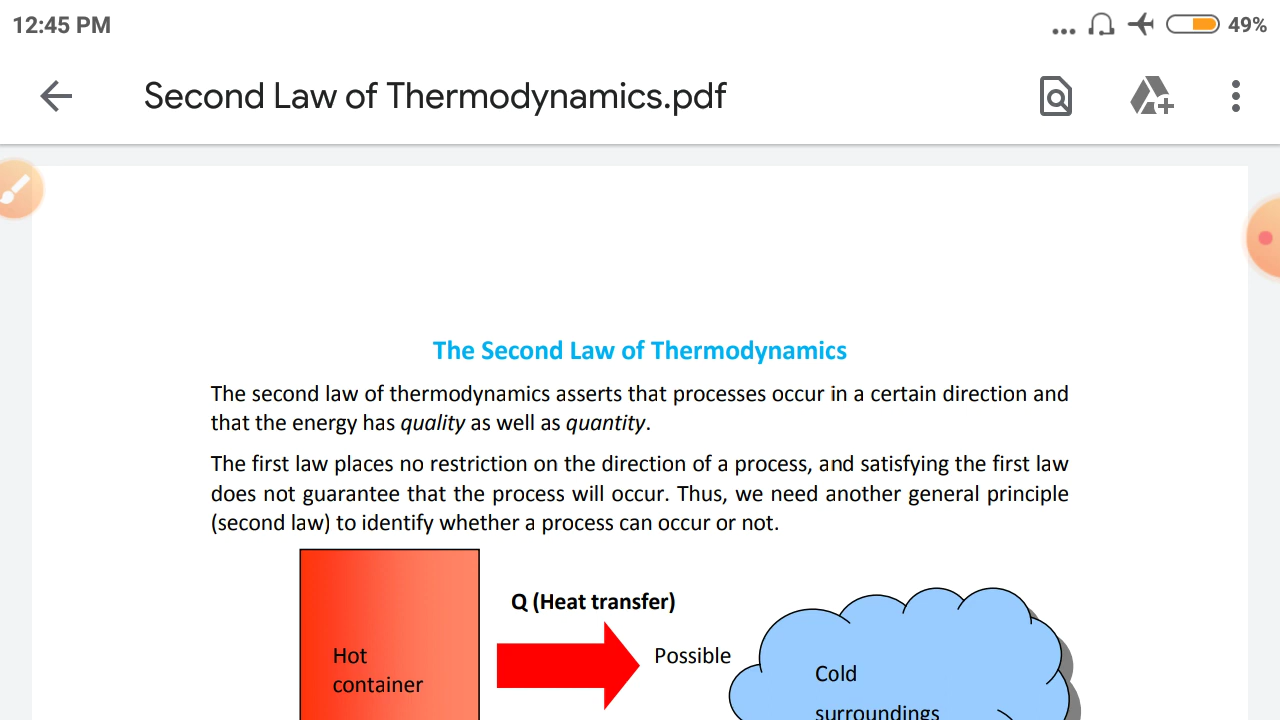 12:45 PM
49%
Second Law of Thermodynamics.pdf
The Second Law of Thermodynamics
The second law of thermodynamics asserts that processes occur in a certain direction and
that the energy has quality as well as quantity.
The first law places no restriction on the direction of a process, and satisfying the first law
does not guarantee that the process will occur. Thus, we need another general principle
(second law) to identify whether a process can occur or not.
Q (Heat transfer)
Hot
container
Possible
Cold
surroundings